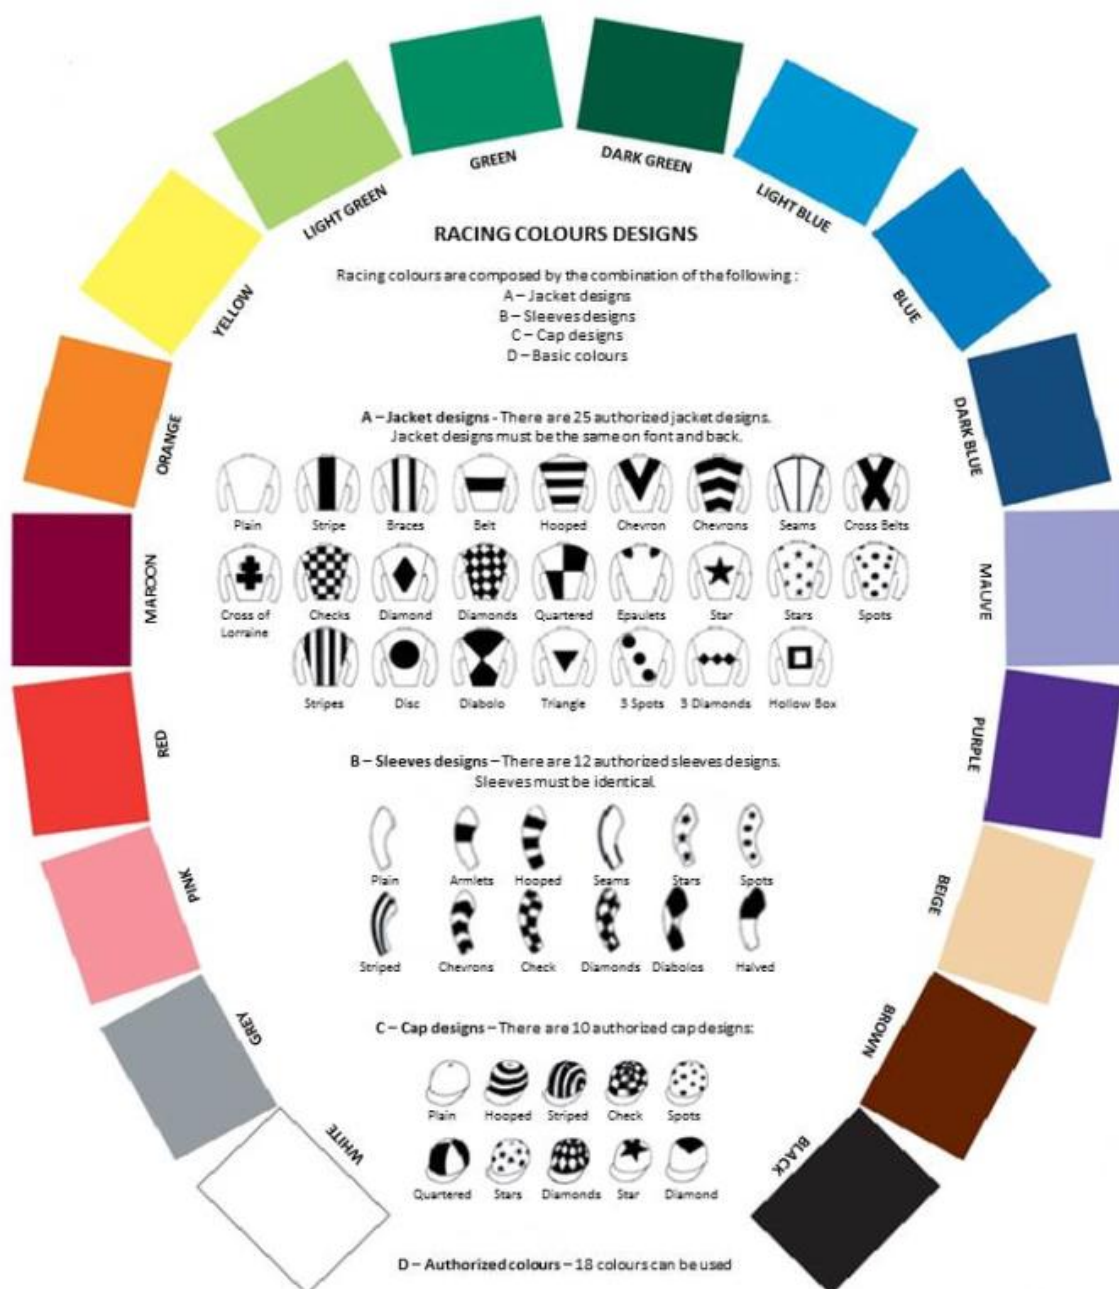 GREEN
DARK GREEN
LIGHT GREEN
LIGHT BLUE
YELLOW
BLUE
ORANGE
DARK BLUE
MAROON
MAUVE
RED
PURPLE
PINK
BEIGE
GREY
BROWN
WHITE
BLACK
RACING COLOURS DESIGNS
Racing colours are composed by the combination of the following :
A – Jacket designs
B – Sleeves designs
C – Cap designs
D – Basic colours
A – Jacket designs - There are 25 authorized jacket designs.
Jacket designs must be the same on font and back.
Plain Stripe Braces Belt Hooped Chevron Chevrons Seams Cross Belts
Cross of Lorraine Checks Diamond Diamonds Quartered Epaulets Star Stars Spots
Stripes Disc Diabolo Triangle 3 Spots 3 Diamonds Hollow Box
B – Sleeves designs – There are 12 authorized sleeves designs.
Sleeves must be identical.
Plain Armlets Hooped Seams Stars Spots
Striped Chevrons Check Diamonds Diabolos Halved
C – Cap designs – There are 10 authorized cap designs:
Plain Hooped Striped Check Spots
Quartered Stars Diamonds Star Diamond
D – Authorized colours – 18 colours can be used